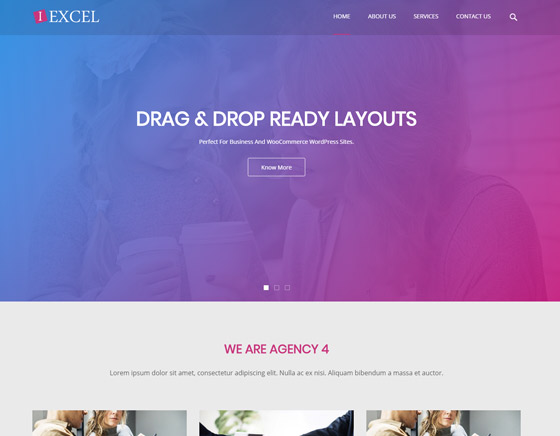 I EXCEL
HOME ABOUT US SERVICES CONTACT US
DRAG & DROP READY LAYOUTS
Perfect For Business And WooCommerce WordPress Sites.
Know More
WE ARE AGENCY 4
Lorem ipsum dolor sit amet, consectetur adipiscing elit. Nulla ac ex nisi. Aliquam bibendum a massa et auctor.